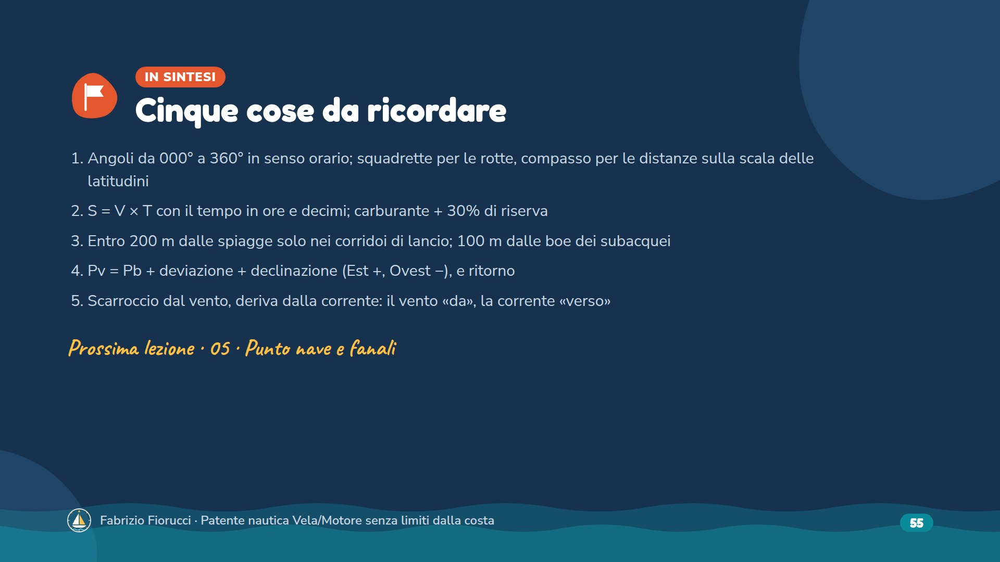 IN SINTESI
Cinque cose da ricordare
1. Angoli da 000° a 360° in senso orario; squadrette per le rotte, compasso per le distanze sulla scala delle
latitudini
2. S = V × T con il tempo in ore e decimi; carburante + 30% di riserva
3. Entro 200 m dalle spiagge solo nei corridoi di lancio; 100 m dalle boe dei subacquei
4. Pv = Pb + deviazione + declinazione (Est +, Ovest −), e ritorno
5. Scarroccio dal vento, deriva dalla corrente: il vento «da», la corrente «verso»
Prossima lezione · 05 · Punto nave e fanali
Fabrizio Fiorucci · Patente nautica Vela/Motore senza limiti dalla costa
55